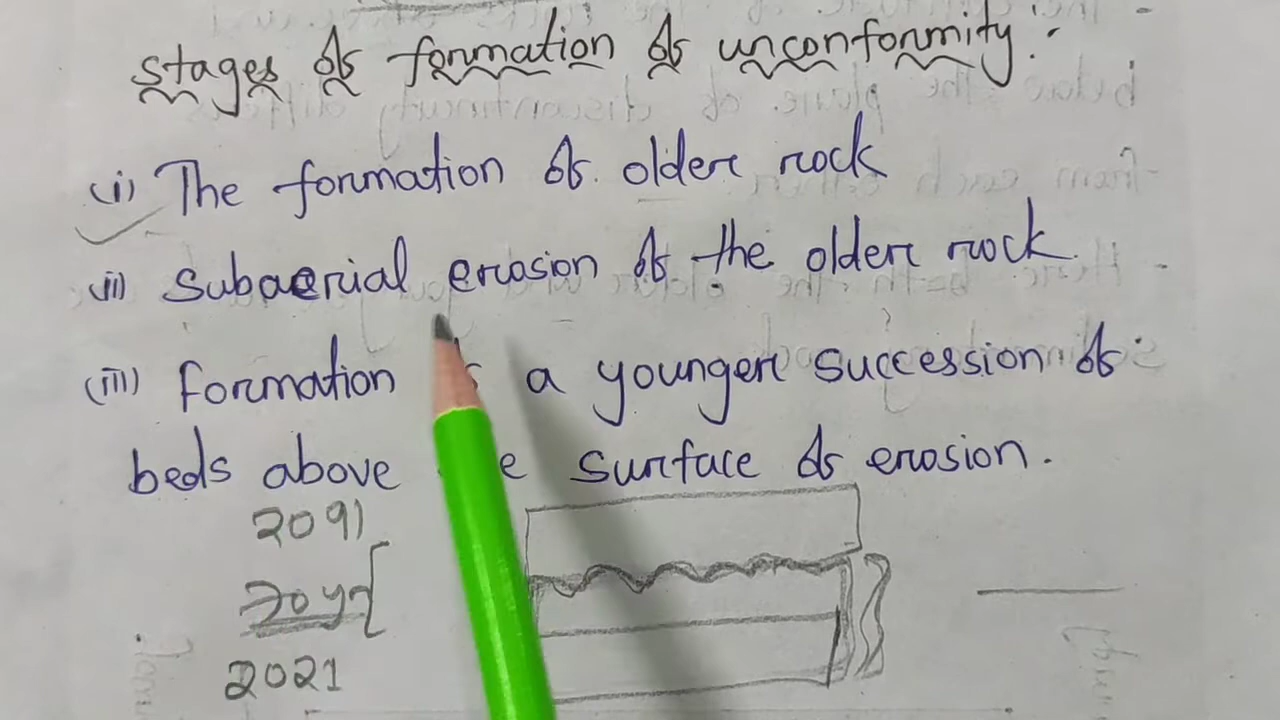 stages of formation of unconformity :-
(i) The formation of older rock
(ii) Subaerial erosion of the older rock.
(iii) Formation a younger succession of
beds above surface of erosion.
2091
70yr
2021